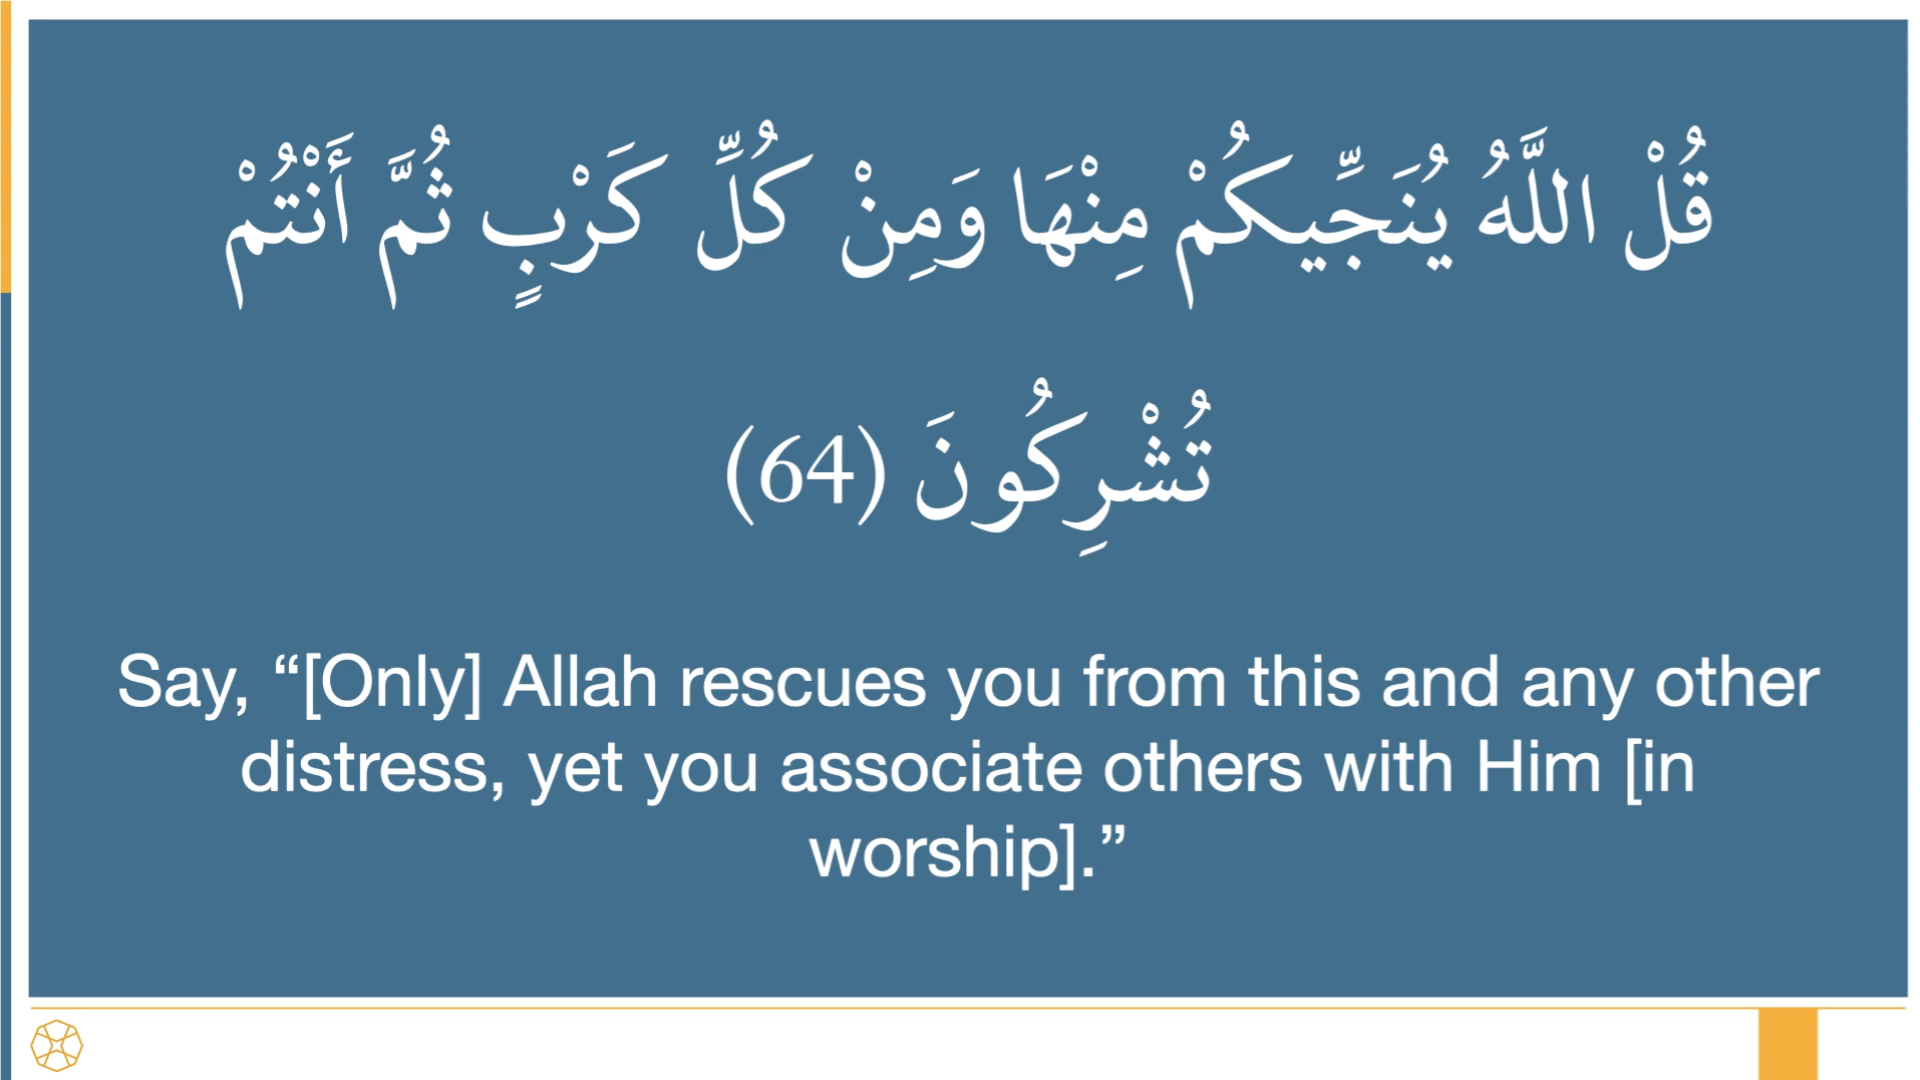 قُلْ اللَّهُ يُنَجِّيكُمْ مِنْهَا وَمِنْ كُلِّ كَرْبٍ ثُمَّ أَنْتُمْ
تُشْرِكُونَ (64)
Say, “[Only] Allah rescues you from this and any other
distress, yet you associate others with Him [in
worship].”